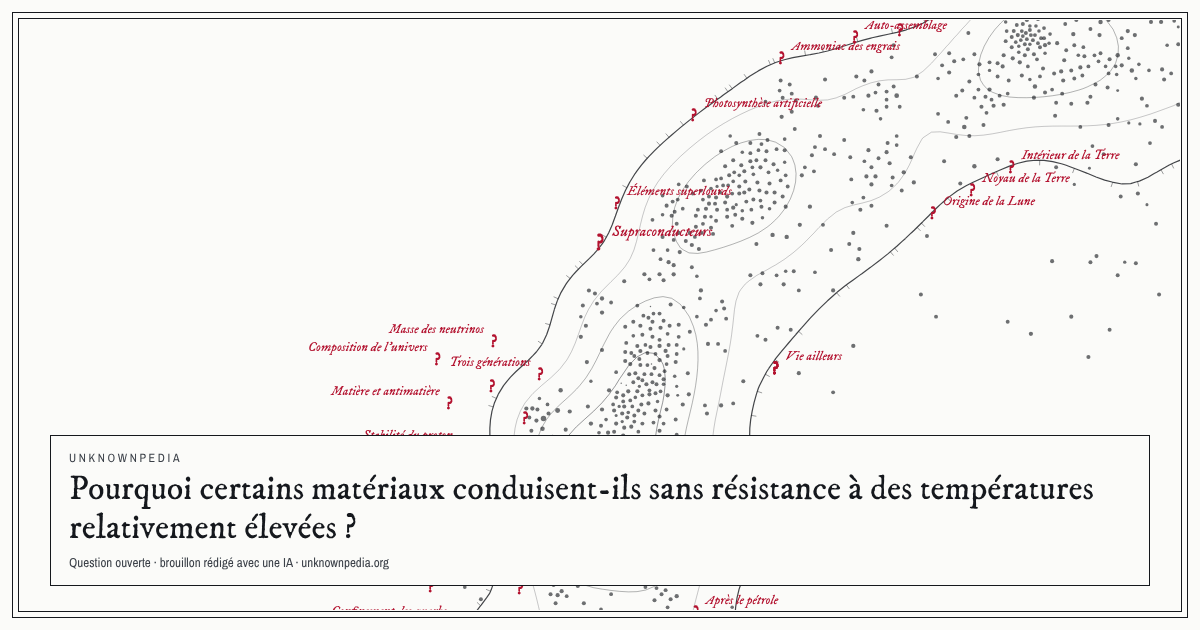 Auto-assemblage
Ammoniac des engrais
Photosynthèse artificielle
Intérieur de la Terre
Noyau de la Terre
Éléments superlourds
Origine de la Lune
Supraconducteurs
Masse des neutrinos
Composition de l'univers
Trois générations
Vie ailleurs
Matière et antimatière
Stabilité du proton
UNKNOWNPEDIA
Pourquoi certains matériaux conduisent-ils sans résistance à des températures
relativement élevées ?
Question ouverte · brouillon rédigé avec une IA · unknownpedia.org
Après le pétrole